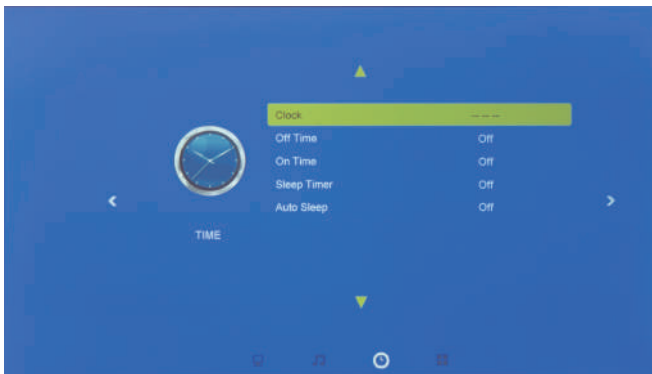 Clock -- -- --
Off Time Off
On Time Off
Sleep Timer Off
Auto Sleep Off
TIME